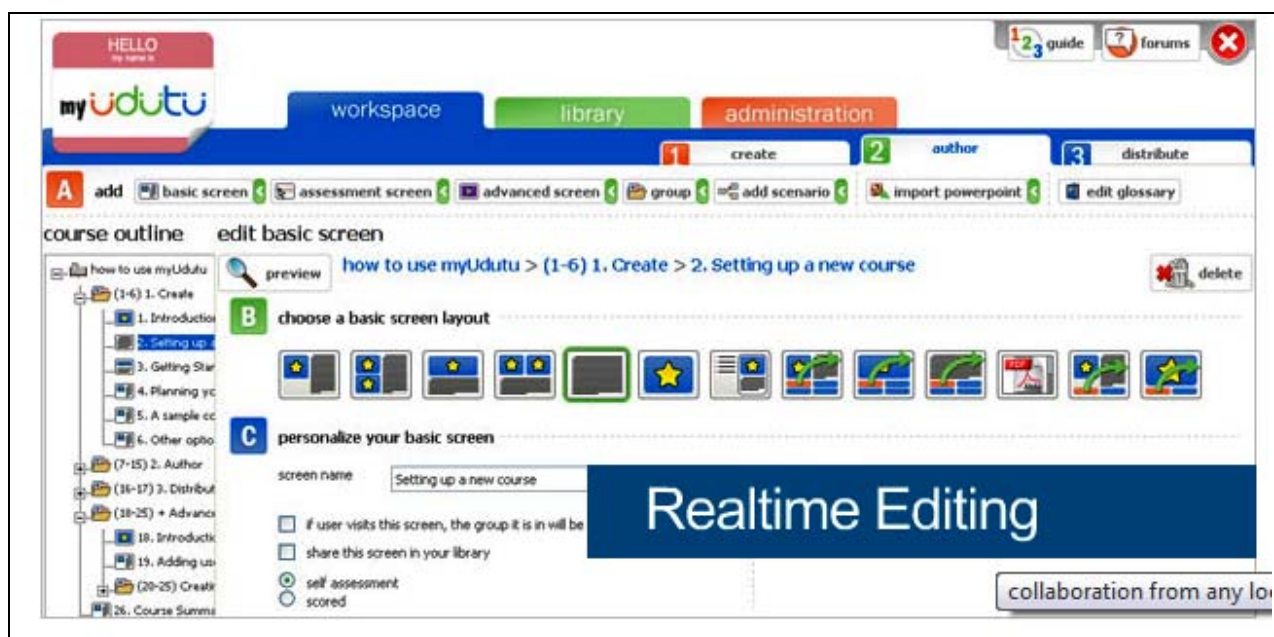 HELLO
my name is
myUdutu
1 2 3 guide
? forums
workspace
library
administration
1 create
2 author
3 distribute
A add basic screen assessment screen advanced screen group add scenario import powerpoint edit glossary
course outline
edit basic screen
preview
how to use myUdutu > (1-6) 1. Create > 2. Setting up a new course
delete
how to use myUdutu
(1-6) 1. Create
1. Introduction
2. Setting up
3. Getting Star
4. Planning yo
5. A sample co
6. Other optio
(7-15) 2. Author
(16-17) 3. Distribut
(18-25) + Advanc
18. Introductio
19. Adding us
(20-25) Creati
26. Course Summa
B choose a basic screen layout
PDF
C personalize your basic screen
screen name
Setting up a new course
if user visits this screen, the group it is in will be
share this screen in your library
self assessment
scored
Realtime Editing
collaboration from any lo